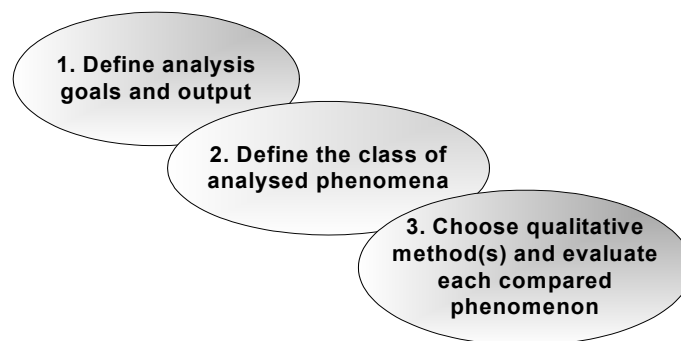 1. Define analysis
goals and output
2. Define the class of
analysed phenomena
3. Choose qualitative
method(s) and evaluate
each compared
phenomenon